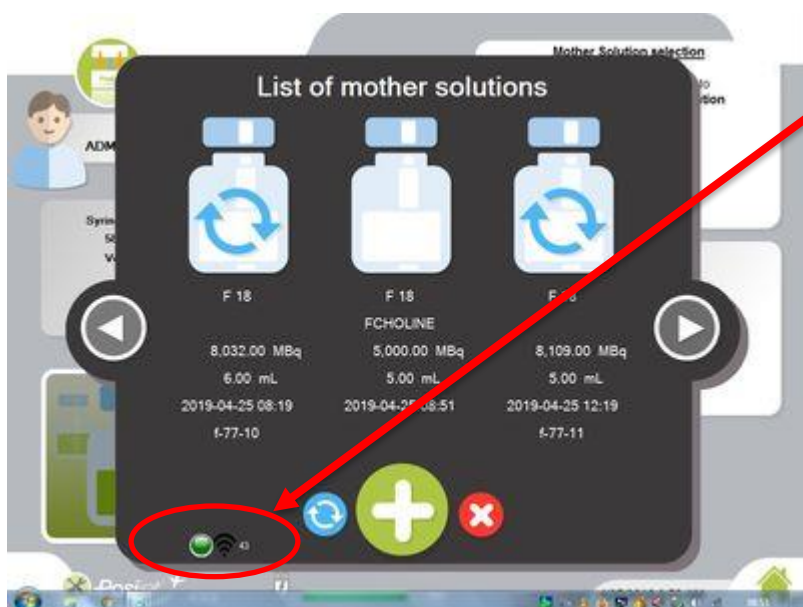 Mother Solution selection
List of mother solutions
F 18
F 18
FCHOLINE
8,032.00 MBq
5,000.00 MBq
8,109.00 MBq
6.00 mL
5.00 mL
5.00 mL
2019-04-25 08:19
2019-04-25 08:51
2019-04-25 12:19
f-77-10
f-77-11
43